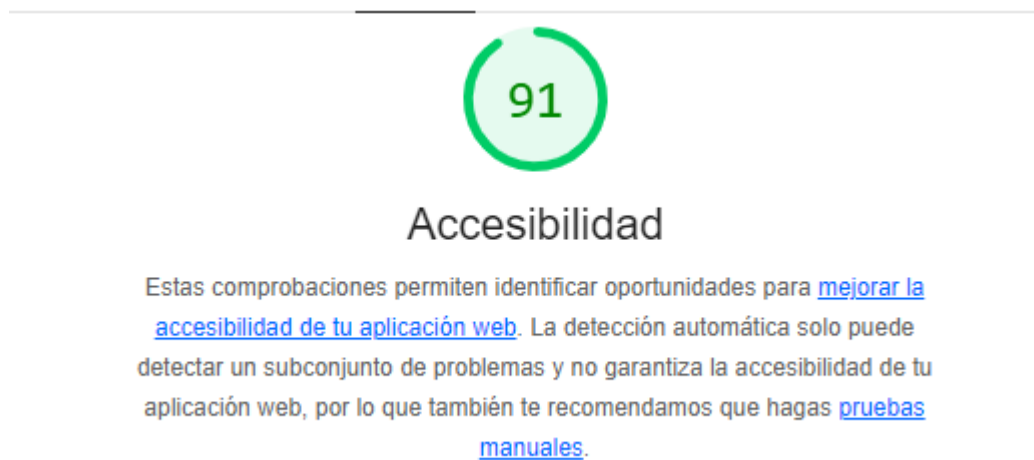 91
Accesibilidad
Estas comprobaciones permiten identificar oportunidades para mejorar la
accesibilidad de tu aplicación web. La detección automática solo puede
detectar un subconjunto de problemas y no garantiza la accesibilidad de tu
aplicación web, por lo que también te recomendamos que hagas pruebas
manuales.